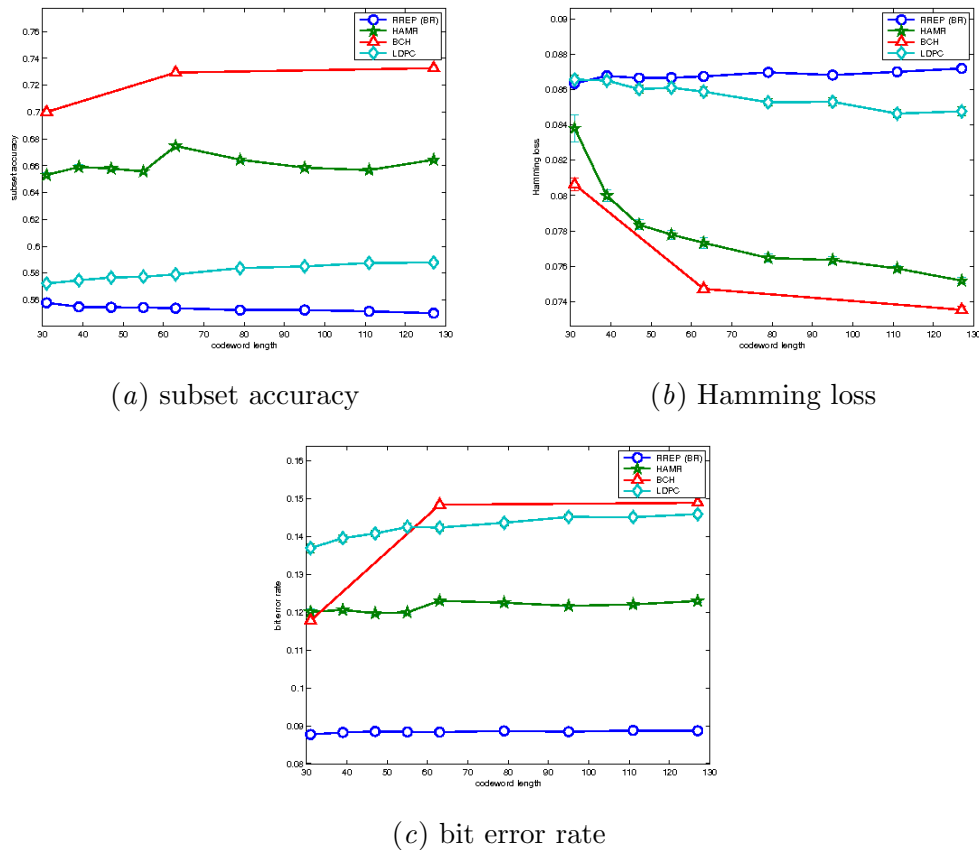 0.76
0.74
0.72
0.7
0.68
0.66
0.64
0.62
0.6
0.58
0.56
subset accuracy
30 40 50 60 70 80 90 100 110 120 130
codeword length
RREP (BR)
HAMR
BCH
LDPC
(a) subset accuracy
0.09
0.088
0.086
0.084
0.082
0.08
0.078
0.076
0.074
Hamming loss
30 40 50 60 70 80 90 100 110 120 130
codeword length
RREP (BR)
HAMR
BCH
LDPC
(b) Hamming loss
0.16
0.15
0.14
0.13
0.12
0.11
0.1
0.09
0.08
bit error rate
30 40 50 60 70 80 90 100 110 120 130
codeword length
RREP (BR)
HAMR
BCH
LDPC
(c) bit error rate